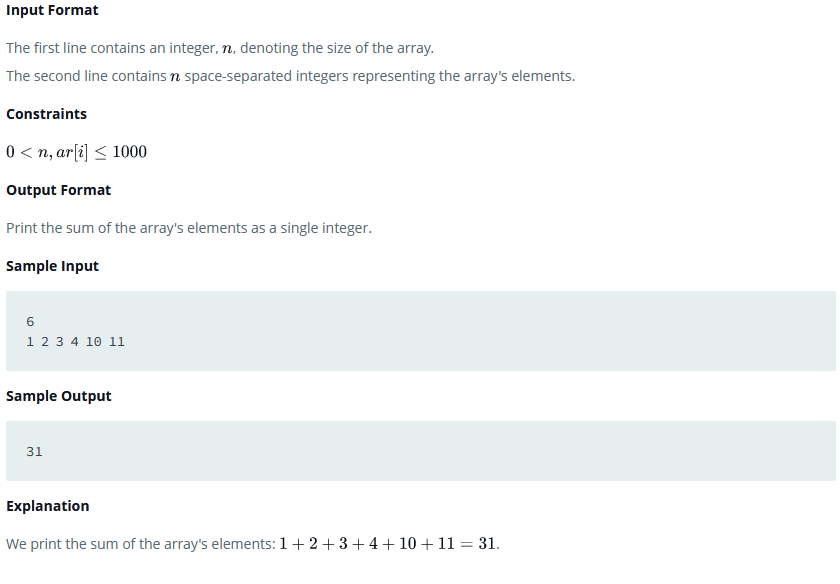 Input Format
The first line contains an integer, n, denoting the size of the array.
The second line contains n space-separated integers representing the array's elements.
Constraints
0 < n, ar[i] ≤ 1000
Output Format
Print the sum of the array's elements as a single integer.
Sample Input
6
1 2 3 4 10 11
Sample Output
31
Explanation
We print the sum of the array's elements: 1 + 2 + 3 + 4 + 10 + 11 = 31.